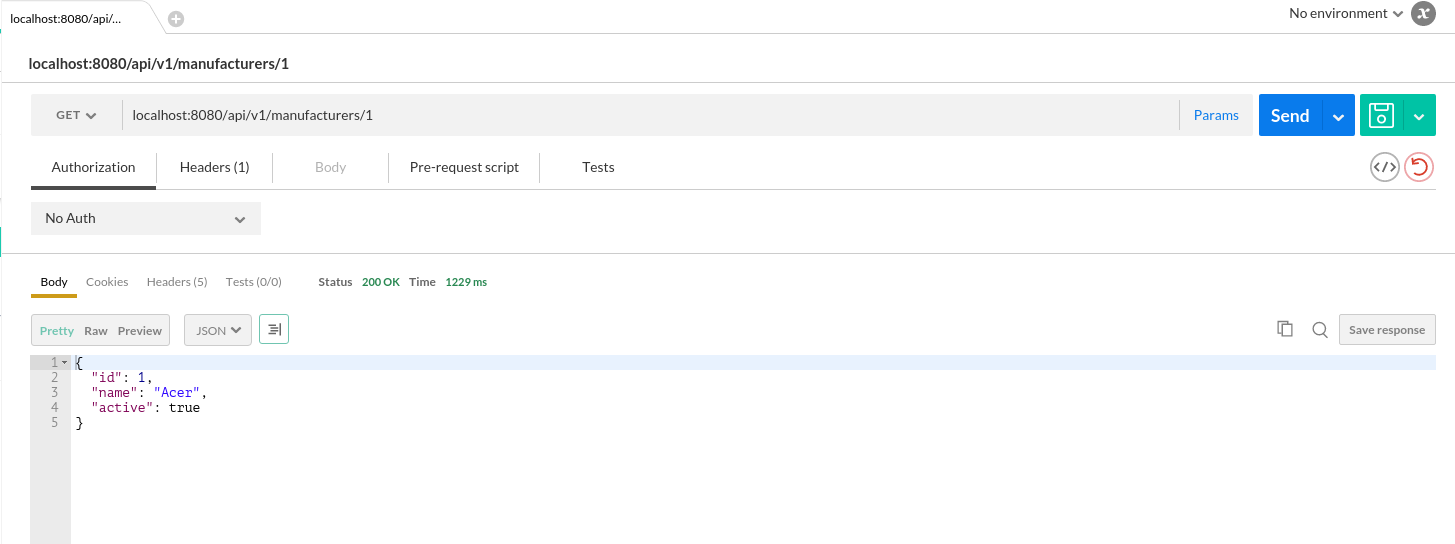 localhost:8080/api/...
No environment
x
localhost:8080/api/v1/manufacturers/1
GET localhost:8080/api/v1/manufacturers/1 Params Send
Authorization Headers (1) Body Pre-request script Tests
</>
No Auth
Body Cookies Headers (5) Tests (0/0) Status 200 OK Time 1229 ms
Pretty Raw Preview JSON Save response
1 {
2 "id": 1,
3 "name": "Acer",
4 "active": true
5 }